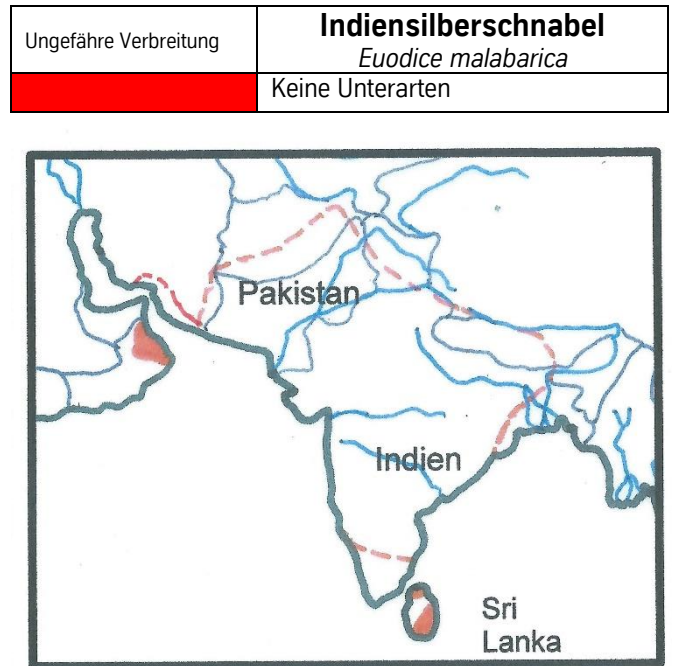 Ungefähre Verbreitung
Indiensilberschnabel
Euodice malabarica
Keine Unterarten
Pakistan
Indien
Sri
Lanka